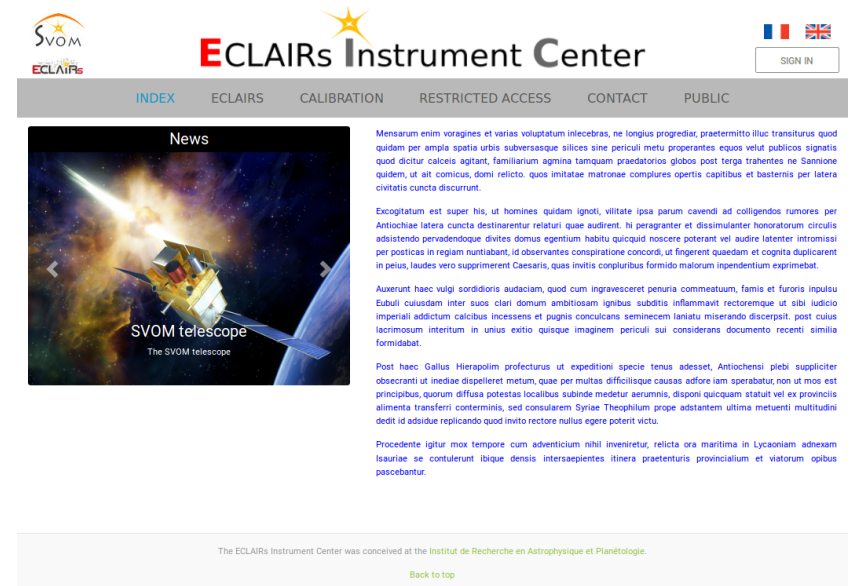 SVOM
ECLAIRs
ECLAIRs Instrument Center
SIGN IN
INDEX ECLAIRS CALIBRATION RESTRICTED ACCESS CONTACT PUBLIC
News
SVOM telescope
The SVOM telescope
Mensarum enim voragines et varias voluptatum inlecebras, ne longius progrediar, praetermitto illuc transiturus quod
quidam per ampla spatia urbis subversasque silices sine periculi metu properantes equos velut publicos signatis
quod dicitur calceis agitant, familiarium agmina tamquam praedatorios globos post terga trahentes ne Sannione
quidem, ut ait comicus, domi relicto. quos imitatae matronae complures opertis capitibus et basternis per latera
civitatis cuncta discurrunt.
Excogitatum est super his, ut homines quidam ignoti, vilitate ipsa parum cavendi ad colligendos rumores per
Antiochiae latera cuncta destinarentur relaturi quae audirent. hi peragranter et dissimulanter honoratorum circulis
adsistendo pervadendoque divites domus egentium habitu quicquid noscere poterant vel audire latenter intromissi
per posticas in regiam nuntiabant, id observantes conspiratione concordi, ut fingerent quaedam et cognita duplicarent
in peius, laudes vero supprimerent Caesaris, quas invitis conpluribus formido malorum inpendentium exprimebat.
Auxerunt haec vulgi sordidioris audaciam, quod cum ingravesceret penuria commeatuum, famis et furoris inpulsu
Eubuli cuiusdam inter suos clari domum ambitiosam ignibus subditis inflammavit rectoremque ut sibi iudicio
imperiali addictum calcibus incessens et pugnis conculcans seminecem laniatu miserando discerpsit. post cuius
lacrimosum interitum in unius exitio quisque imaginem periculi sui considerans documento recenti similia
formidabat.
Post haec Gallus Hierapolim profecturus ut expeditioni specie tenus adesset, Antiochensi plebi suppliciter
obsecranti ut inediae dispelleret metum, quae per multas difficilisque causas adfore iam sperabatur, non ut mos est
principibus, quorum diffusa potestas localibus subinde medetur aerumnis, disponi quicquam statuit vel ex provinciis
alimenta transferri conterminis, sed consularem Syriae Theophilum prope adstantem ultima metuenti multitudini
dedit id adsidue replicando quod invito rectore nullus egere poterit victu.
Procedente igitur mox tempore cum adventicium nihil inveniretur, relicta ora maritima in Lycaoniam adnexam
Isauriae se contulerunt ibique densis intersaepientes itinera praetenturis provincialium et viatorum opibus
pascebantur.
The ECLAIRs Instrument Center was conceived at the Institut de Recherche en Astrophysique et Planétologie.
Back to top